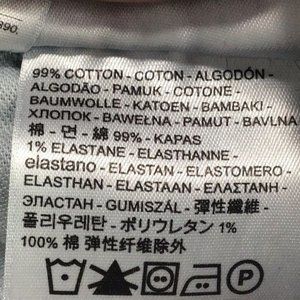 890.
99% COTTON - COTON - ALGODÓN -
ALGODÃO - PAMUK - COTONE -
BAUMWOLLE - KATOEN - BAMBAKI -
ХЛОПОК - BAWEŁNA - PAMUT - BAVLNA
棉 - 면 - 綿 99% - KAPAS
1% ELASTANE - ELASTHANNE -
elastano - ELASTAN - ELASTOMERO -
ELASTHAN - ELASTAAN - ΕΛΑΣΤΑΝΗ -
ЭЛАСТАН - GUMISZÁL - 彈性纖維 -
폴리우레탄 - ポリウレタン 1%
100% 棉 弹性纤维除外
P